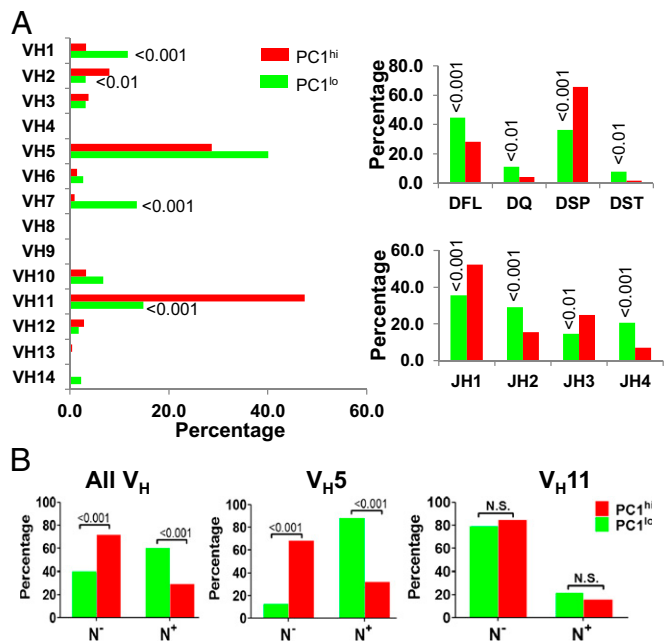 A
VH1
VH2
VH3
VH4
VH5
VH6
VH7
VH8
VH9
VH10
VH11
VH12
VH13
VH14
<0.001
<0.01
<0.001
<0.001
PC1hi
PC1lo
0.0 20.0 40.0 60.0
Percentage
Percentage
80.0
60.0
40.0
20.0
0.0
<0.001
<0.01
<0.001
<0.01
DFL DQ DSP DST
Percentage
60.0
40.0
20.0
0.0
<0.001
<0.001
<0.01
<0.001
JH1 JH2 JH3 JH4
B
All VH
Percentage
100
80
60
40
20
0
<0.001
<0.001
N- N+
VH5
Percentage
100
80
60
40
20
0
<0.001
<0.001
N- N+
VH11
Percentage
100
80
60
40
20
0
N.S.
N.S.
N- N+
PC1hi
PC1lo